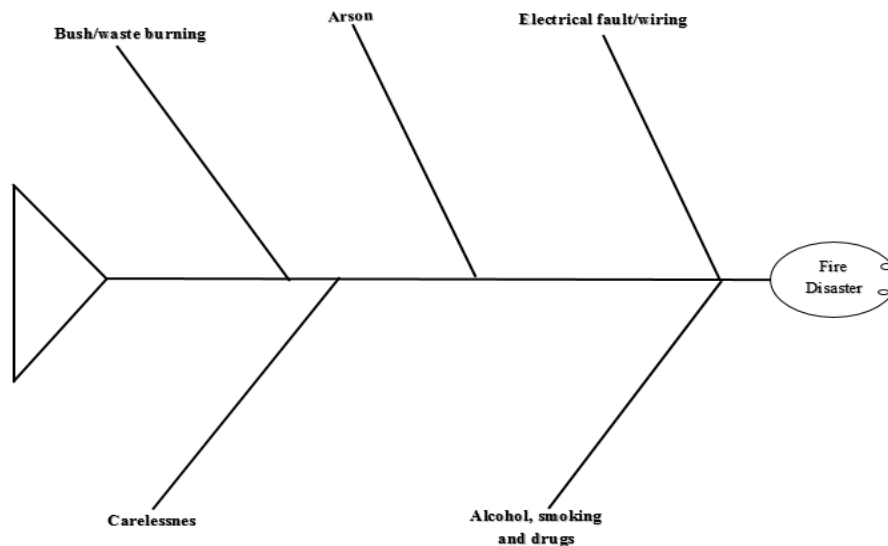 Bush/waste burning
Arson
Electrical fault/wiring
Fire
Disaster
Carelessnes
Alcohol, smoking
and drugs